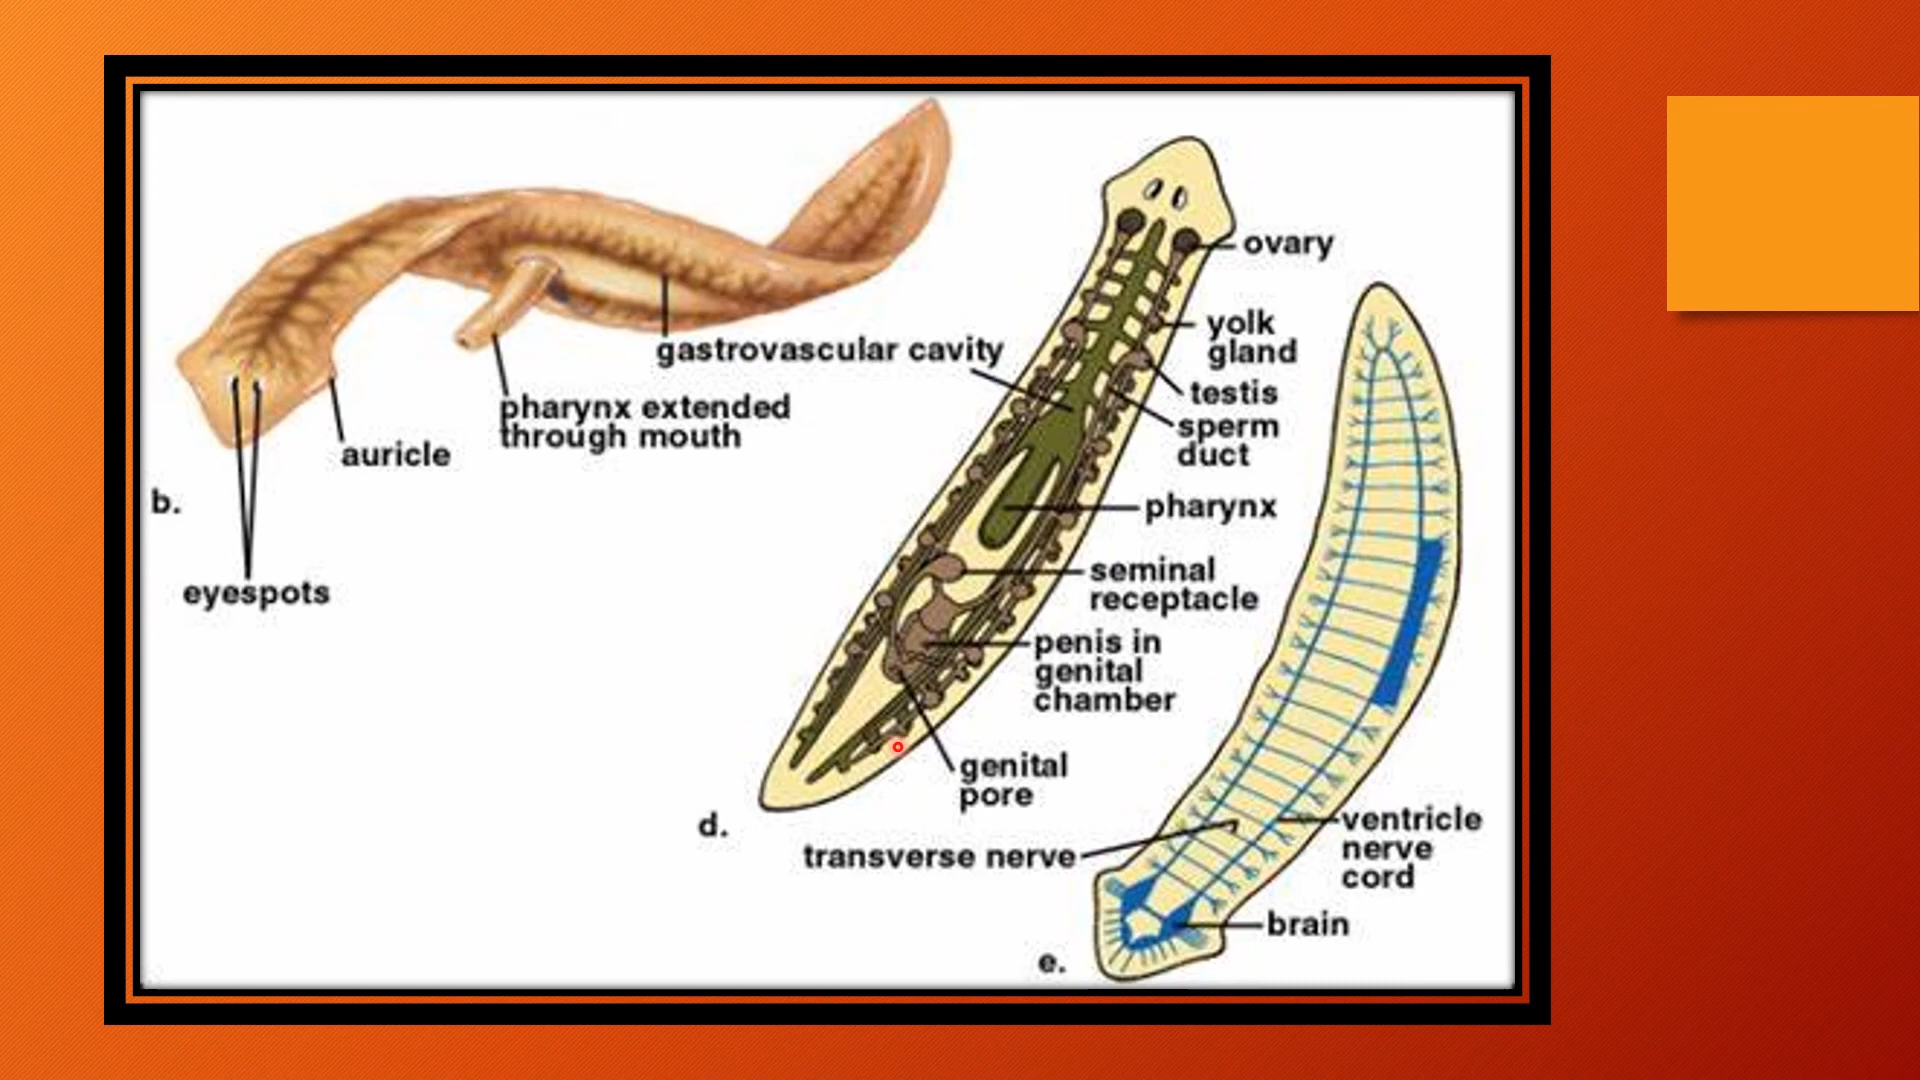 gastrovascular cavity
pharynx extended
through mouth
auricle
b.
eyespots
ovary
yolk
gland
testis
sperm
duct
pharynx
seminal
receptacle
penis in
genital
chamber
genital
pore
d.
transverse nerve
ventricle
nerve
cord
brain
e.